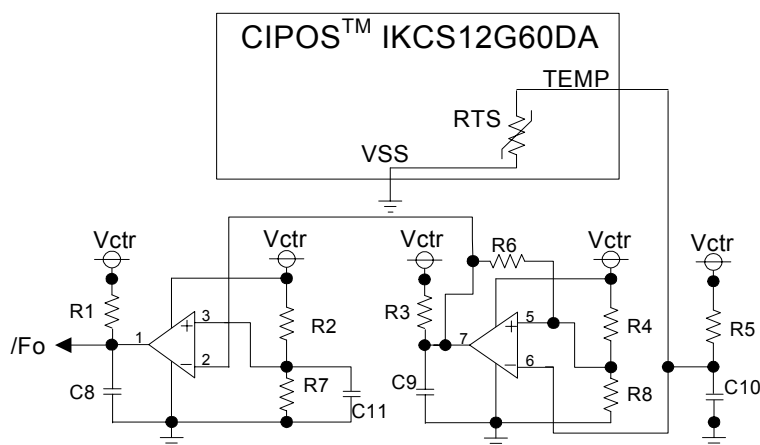 CIPOS™ IKCS12G60DA
TEMP
RTS
VSS
Vctr
Vctr
Vctr
Vctr
Vctr
R6
R1
3
R2
R3
5
R4
R5
/Fo
1
2
7
6
C8
R7
C11
C9
R8
C10